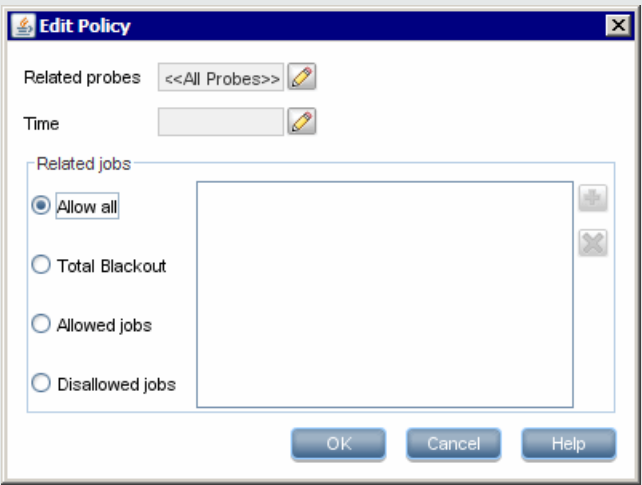 Edit Policy
Related probes <<All Probes>>
Time
Related jobs
Allow all
Total Blackout
Allowed jobs
Disallowed jobs
OK Cancel Help